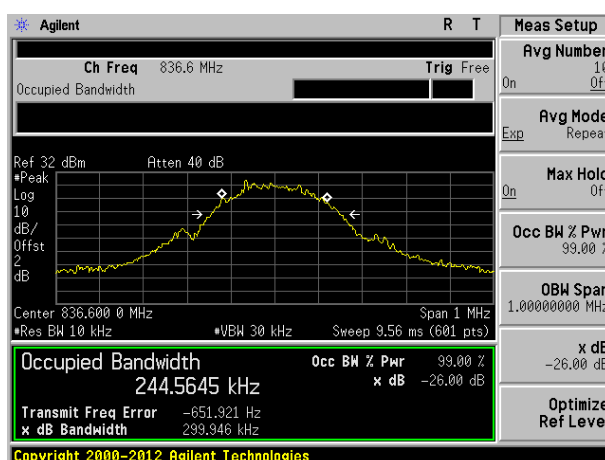 Agilent R T Meas Setup
Ch Freq 836.6 MHz Trig Free
Occupied Bandwidth
Avg Number
On
Avg Mode
Exp
Ref 32 dBm Atten 40 dB
#Peak
Log
10
dB/
Offst
2
dB
Max Hold
On
Occ BW % Pwr
99.00 %
OBW Span
1.00000000 MHz
Center 836.600 0 MHz Span 1 MHz
#Res BW 10 kHz #VBW 30 kHz Sweep 9.56 ms (601 pts)
Occupied Bandwidth Occ BW % Pwr 99.00 %
244.5645 kHz x dB -26.00 dB
Transmit Freq Error -651.921 Hz
x dB Bandwidth 299.946 kHz
x dB
-26.00 dB
Optimize
Ref Level
Copyright 2000-2012 Agilent Technologies